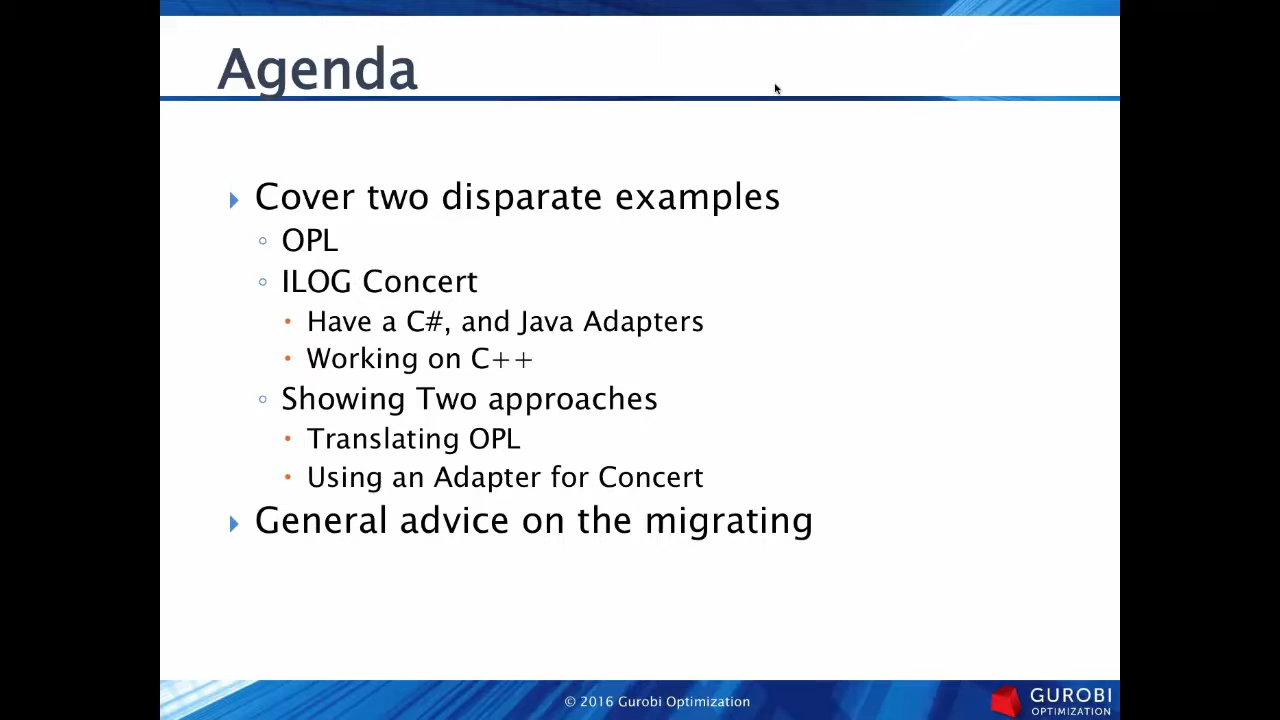 Agenda
Cover two disparate examples
OPL
ILOG Concert
Have a C#, and Java Adapters
Working on C++
Showing Two approaches
Translating OPL
Using an Adapter for Concert
General advice on the migrating
© 2016 Gurobi Optimization
GUROBI
OPTIMIZATION